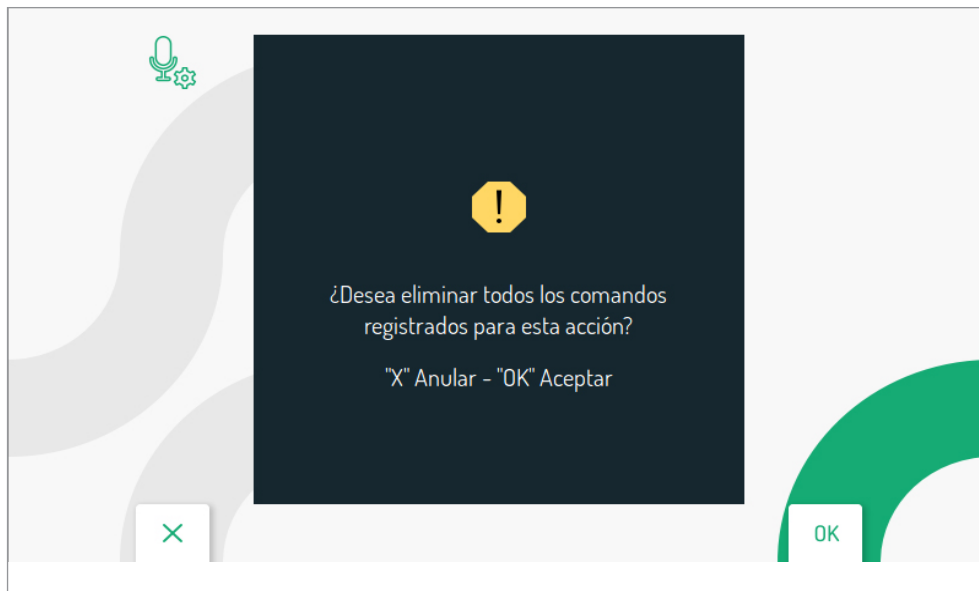 !
¿Desea eliminar todos los comandos
registrados para esta acción?
"X" Anular - "OK" Aceptar
OK